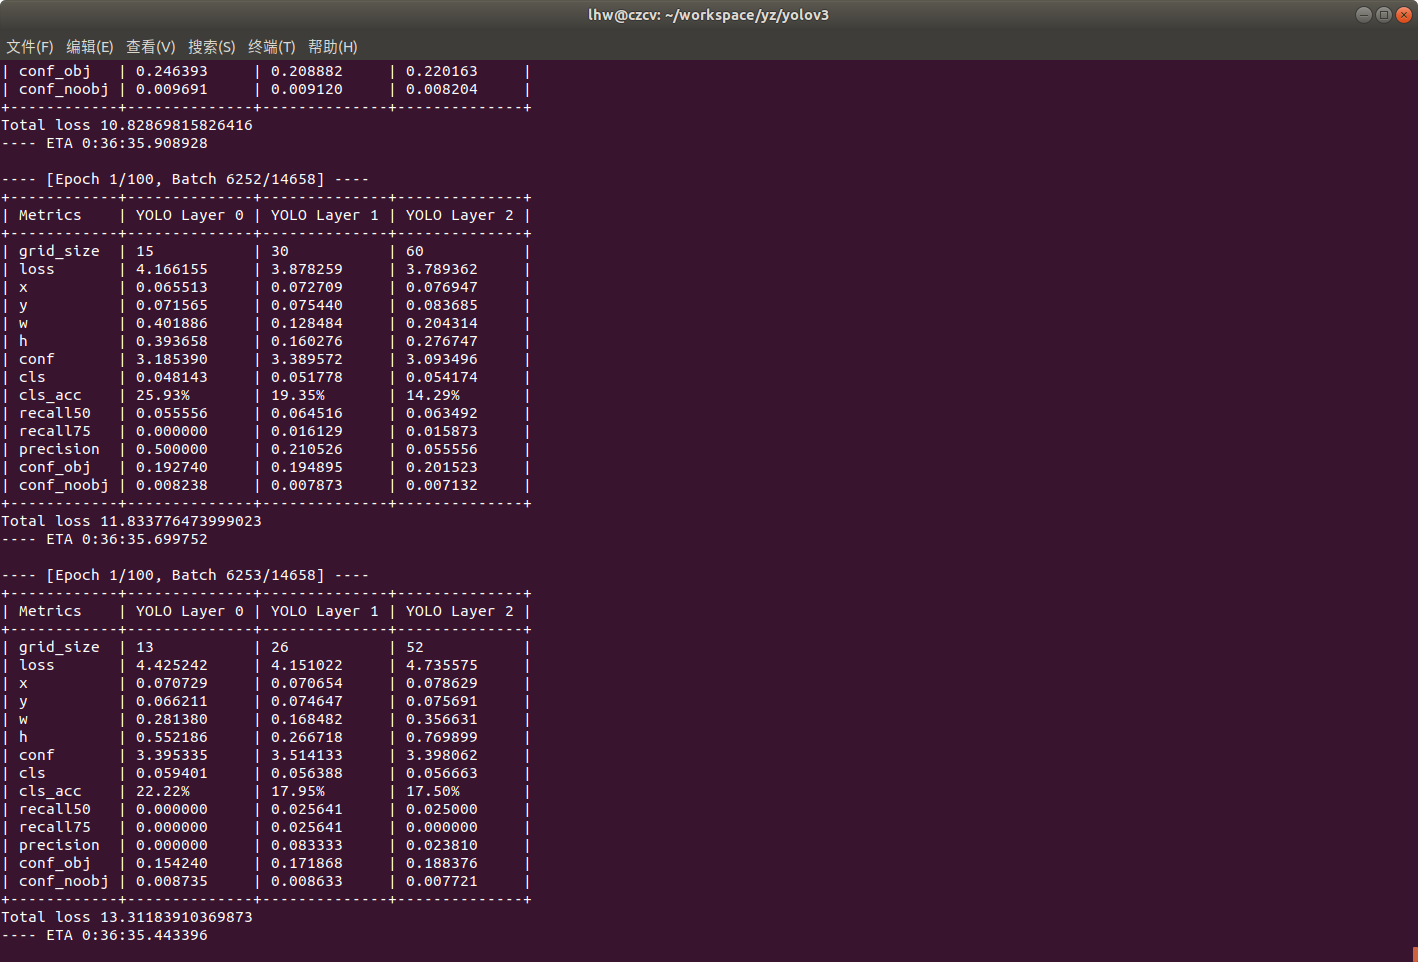 lhw@czcv: ~/workspace/yz/yolov3
文件(F) 编辑(E) 查看(V) 搜索(S) 终端(T) 帮助(H)
| conf_obj   | 0.246393     | 0.208882     | 0.220163     |
| conf_noobj | 0.009691     | 0.009120     | 0.008204     |
+------------+--------------+--------------+--------------+
Total loss 10.82869815826416
---- ETA 0:36:35.908928
---- [Epoch 1/100, Batch 6252/14658] ----
+------------+--------------+--------------+--------------+
| Metrics    | YOLO Layer 0 | YOLO Layer 1 | YOLO Layer 2 |
+------------+--------------+--------------+--------------+
| grid_size  | 15           | 30           | 60           |
| loss       | 4.166155     | 3.878259     | 3.789362     |
| x          | 0.065513     | 0.072709     | 0.076947     |
| y          | 0.071565     | 0.075440     | 0.083685     |
| w          | 0.401886     | 0.128484     | 0.204314     |
| h          | 0.393658     | 0.160276     | 0.276747     |
| conf       | 3.185390     | 3.389572     | 3.093496     |
| cls        | 0.048143     | 0.051778     | 0.054174     |
| cls_acc    | 25.93%       | 19.35%       | 14.29%       |
| recall50   | 0.055556     | 0.064516     | 0.063492     |
| recall75   | 0.000000     | 0.016129     | 0.015873     |
| precision  | 0.500000     | 0.210526     | 0.055556     |
| conf_obj   | 0.192740     | 0.194895     | 0.201523     |
| conf_noobj | 0.008238     | 0.007873     | 0.007132     |
+------------+--------------+--------------+--------------+
Total loss 11.833776473999023
---- ETA 0:36:35.699752
---- [Epoch 1/100, Batch 6253/14658] ----
+------------+--------------+--------------+--------------+
| Metrics    | YOLO Layer 0 | YOLO Layer 1 | YOLO Layer 2 |
+------------+--------------+--------------+--------------+
| grid_size  | 13           | 26           | 52           |
| loss       | 4.425242     | 4.151022     | 4.735575     |
| x          | 0.070729     | 0.070654     | 0.078629     |
| y          | 0.066211     | 0.074647     | 0.075691     |
| w          | 0.281380     | 0.168482     | 0.356631     |
| h          | 0.552186     | 0.266718     | 0.769899     |
| conf       | 3.395335     | 3.514133     | 3.398062     |
| cls        | 0.059401     | 0.056388     | 0.056663     |
| cls_acc    | 22.22%       | 17.95%       | 17.50%       |
| recall50   | 0.000000     | 0.025641     | 0.025000     |
| recall75   | 0.000000     | 0.025641     | 0.000000     |
| precision  | 0.000000     | 0.083333     | 0.023810     |
| conf_obj   | 0.154240     | 0.171868     | 0.188376     |
| conf_noobj | 0.008735     | 0.008633     | 0.007721     |
+------------+--------------+--------------+--------------+
Total loss 13.31183910369873
---- ETA 0:36:35.443396